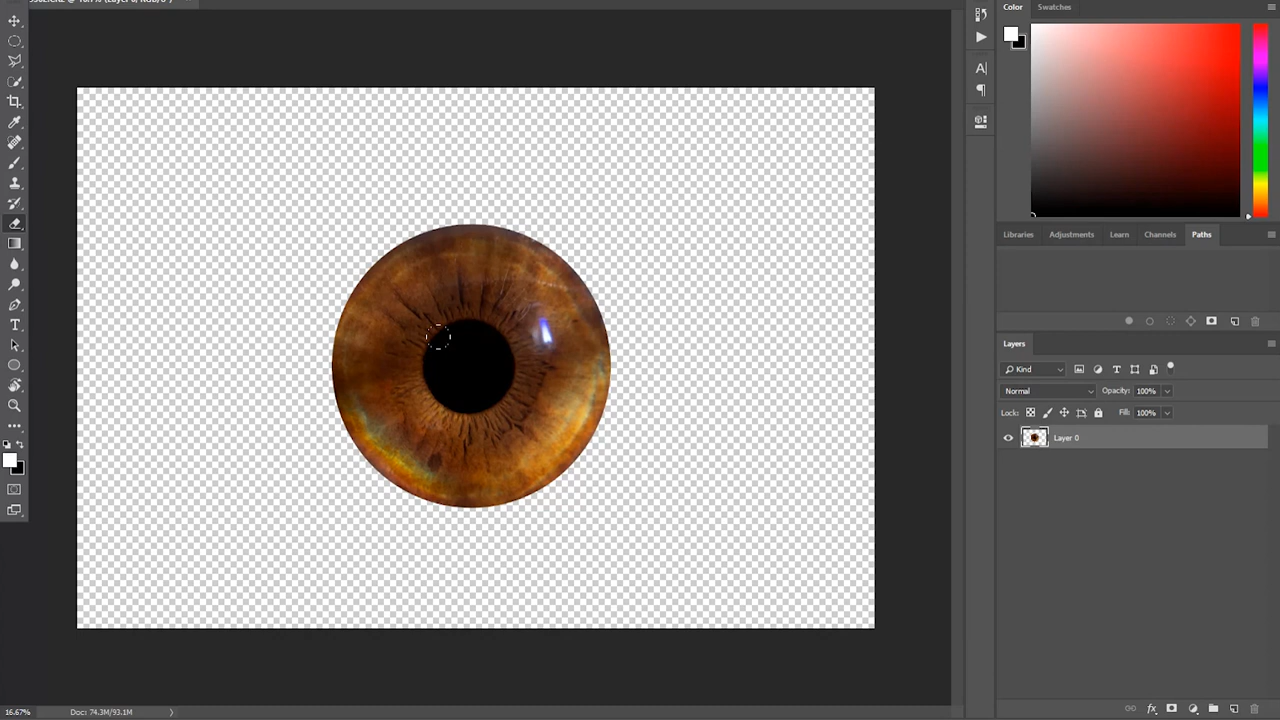 Color
Swatches
Libraries
Adjustments
Learn
Channels
Paths
Layers
Kind
Normal
Opacity: 100%
Lock:
Fill: 100%
Layer 0
16.67%
Doc: 74.3M/93.1M